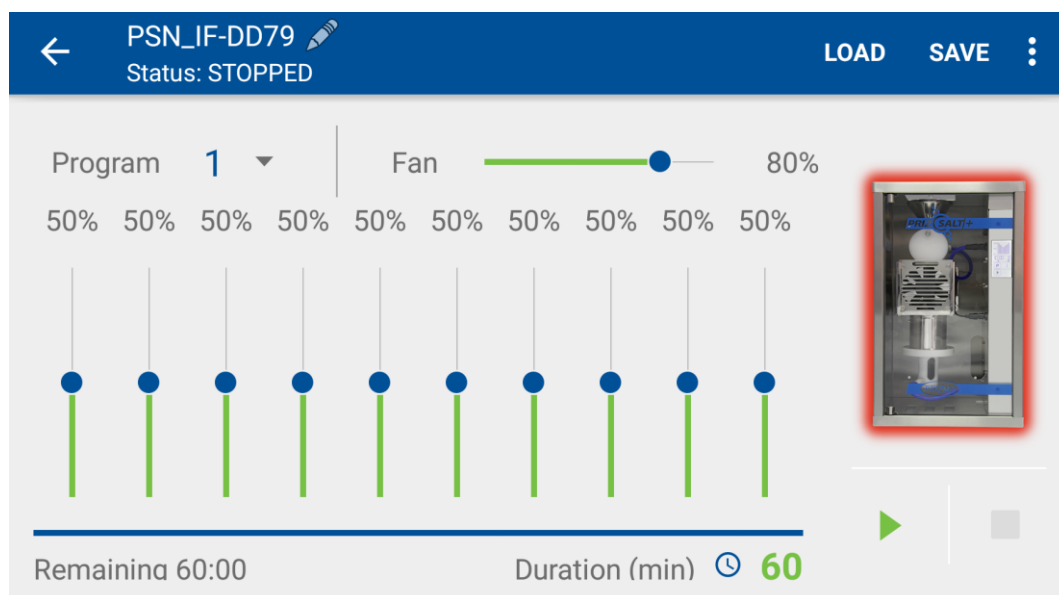 PSN_IF-DD79
Status: STOPPED
LOAD SAVE
Program 1
Fan 80%
50% 50% 50% 50% 50% 50% 50% 50% 50% 50%
Remaining 60:00
Duration (min) 60